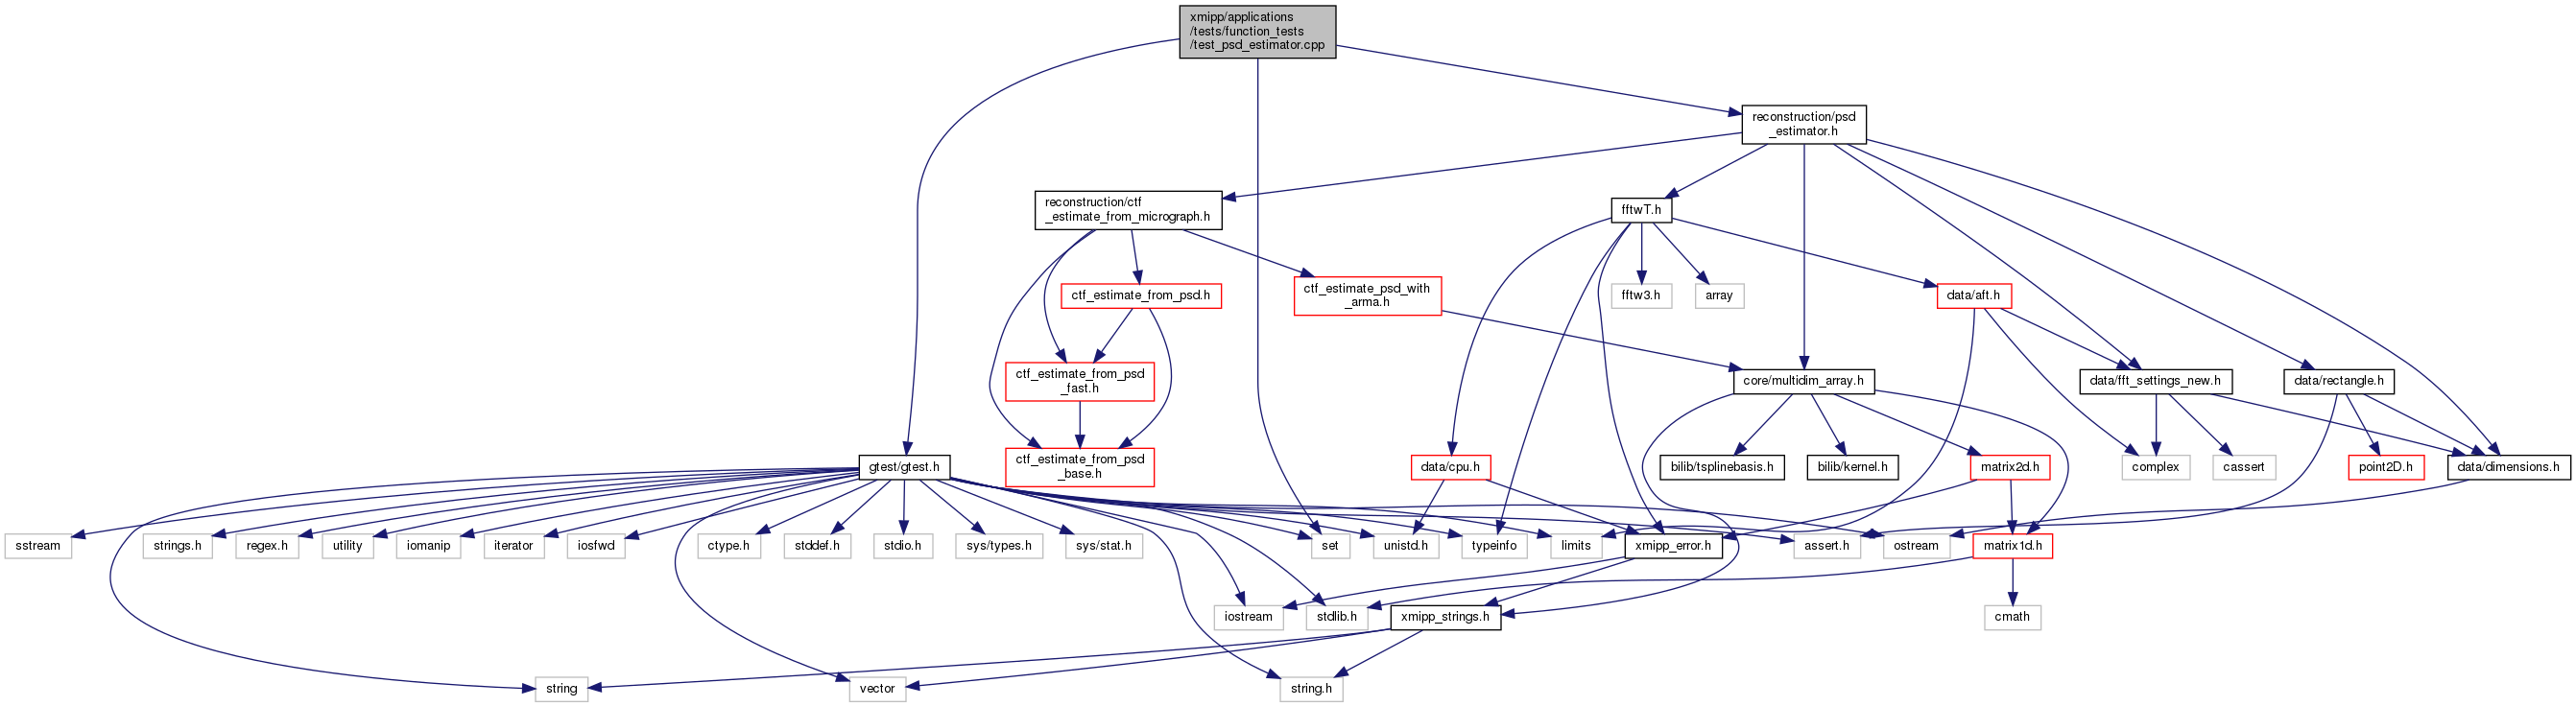 xmipp/applications
/tests/function_tests
/test_psd_estimator.cpp
reconstruction/psd
_estimator.h
reconstruction/ctf
_estimate_from_micrograph.h
fftwT.h
ctf_estimate_from_psd.h
ctf_estimate_psd_with
_arma.h
fftw3.h
array
data/aft.h
ctf_estimate_from_psd
_fast.h
core/multidim_array.h
data/fft_settings_new.h
data/rectangle.h
gtest/gtest.h
ctf_estimate_from_psd
_base.h
data/cpu.h
bilib/tsplinebasis.h
bilib/kernel.h
matrix2d.h
complex
cassert
point2D.h
data/dimensions.h
sstream
strings.h
regex.h
utility
iomanip
iterator
iosfwd
ctype.h
stddef.h
stdio.h
sys/types.h
sys/stat.h
set
unistd.h
typeinfo
limits
xmipp_error.h
assert.h
ostream
matrix1d.h
iostream
stdlib.h
xmipp_strings.h
cmath
string
vector
string.h